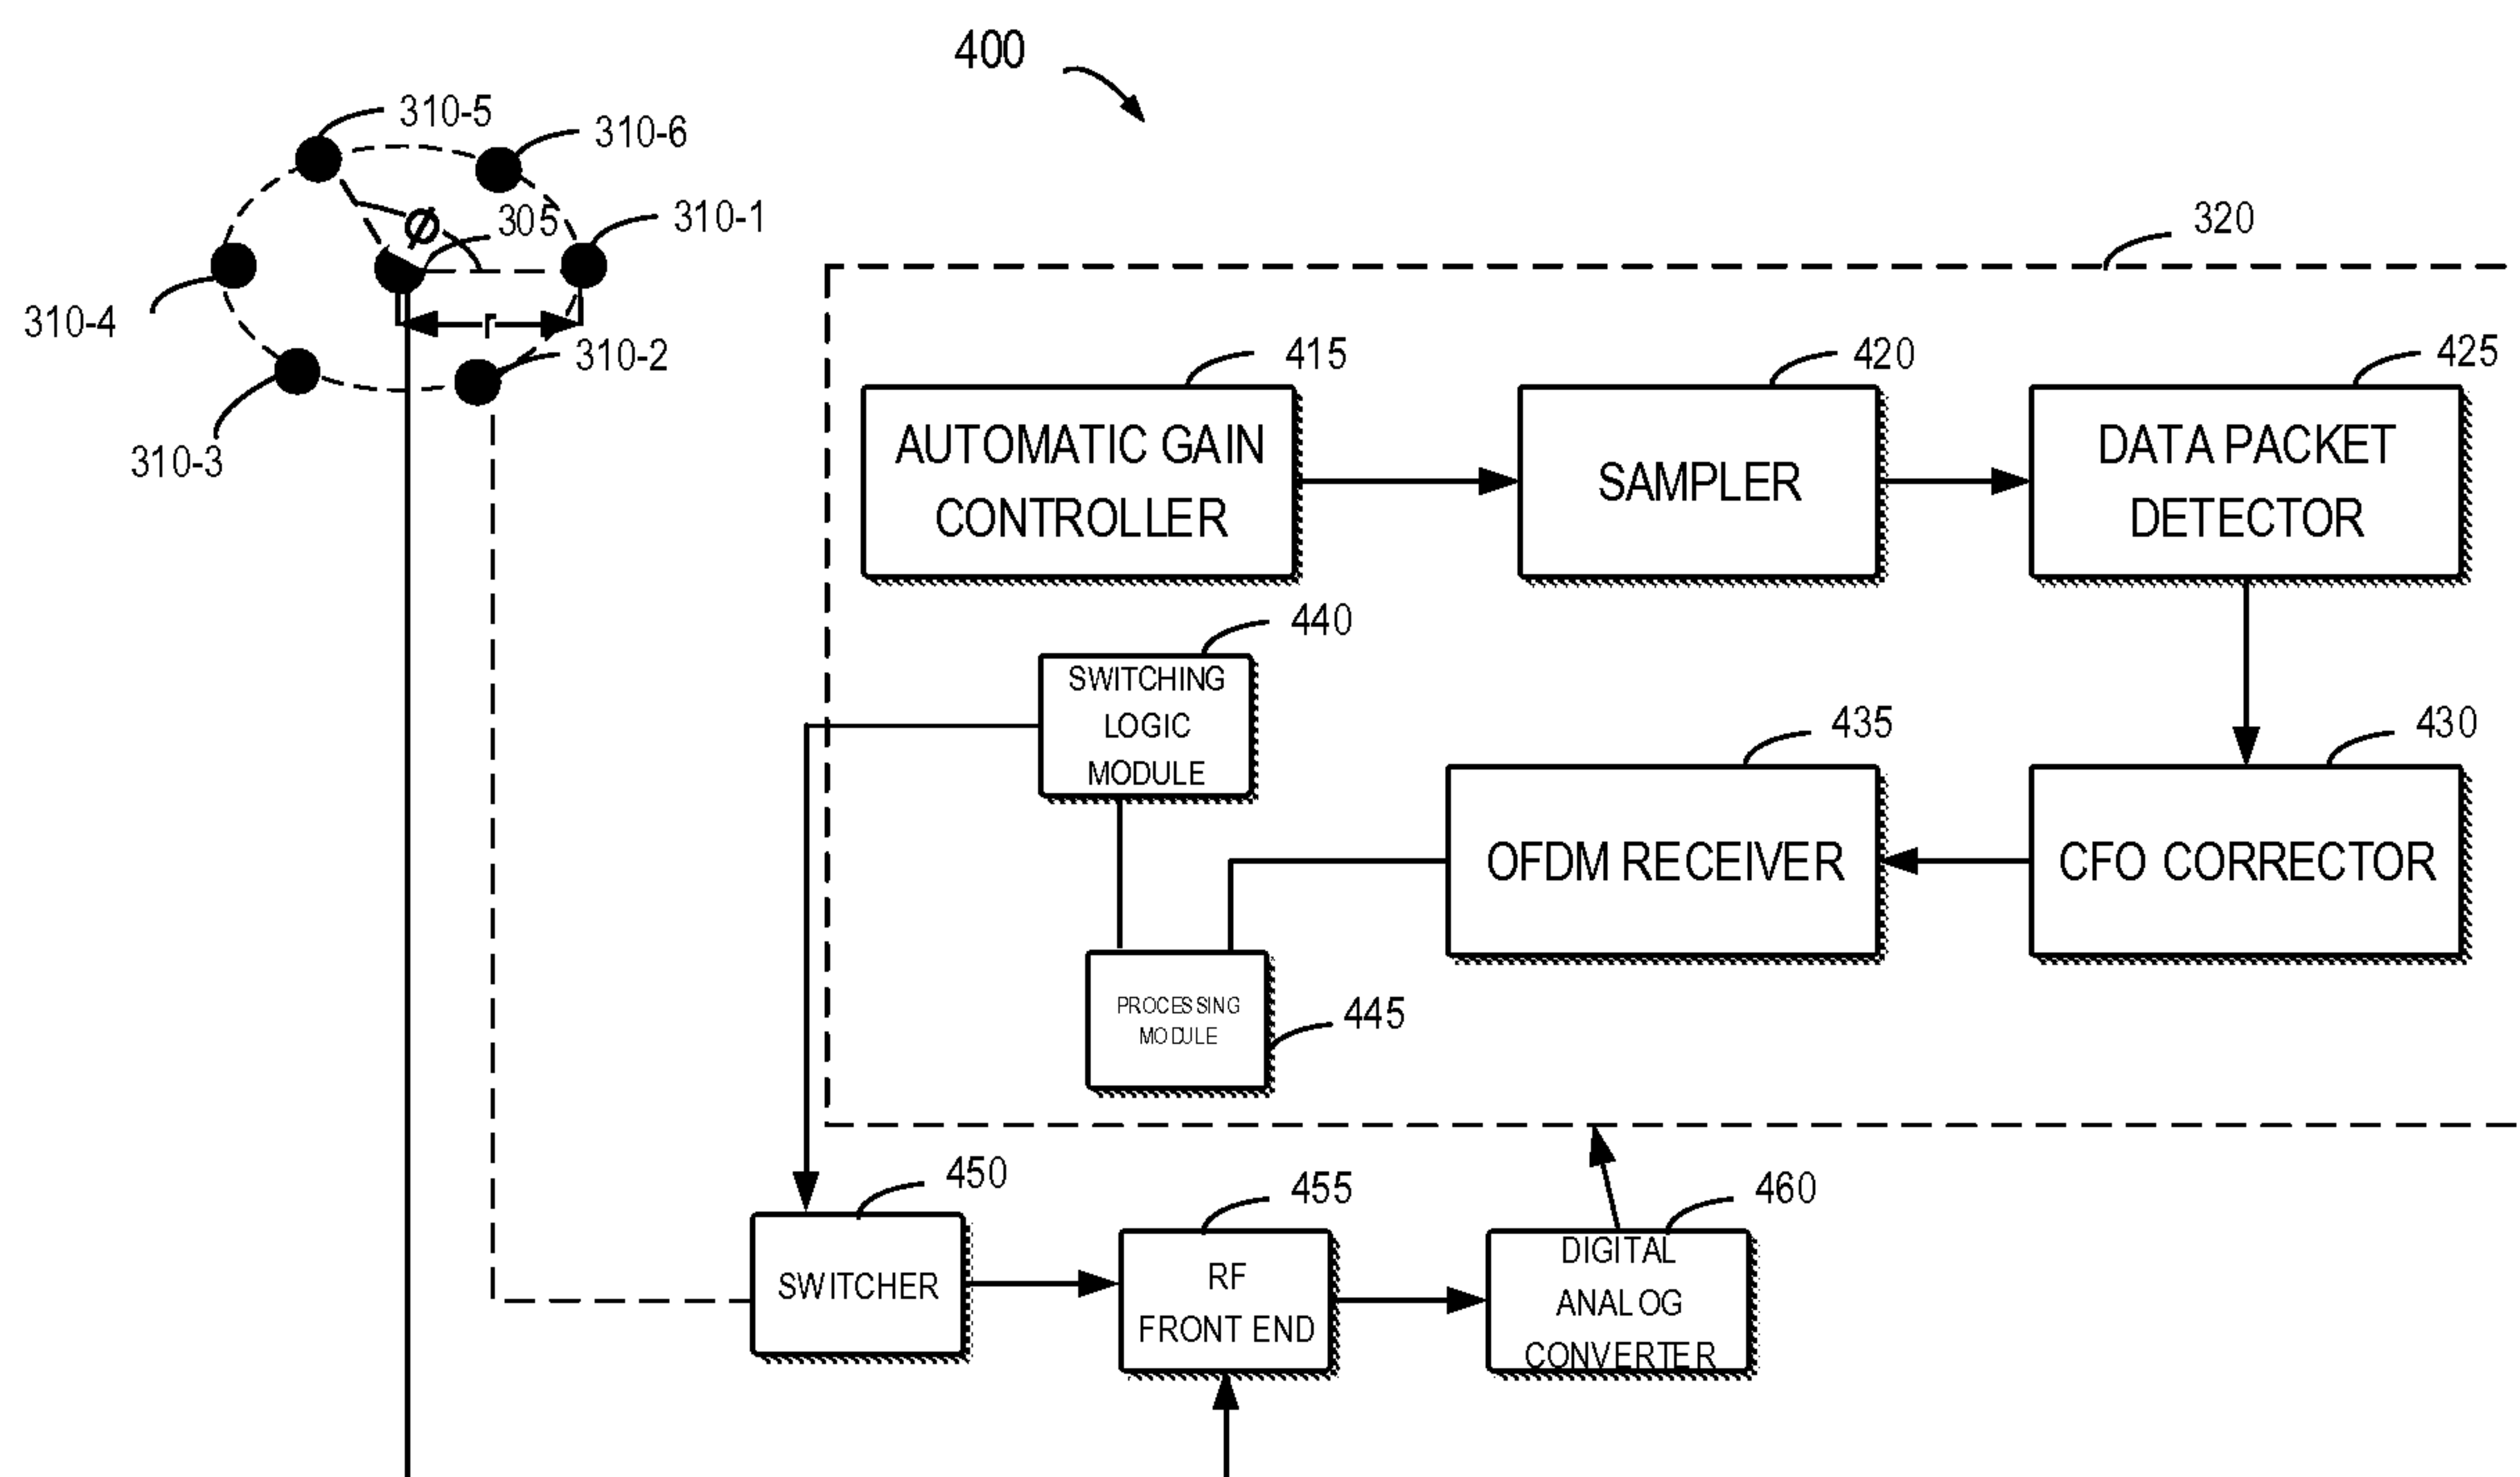 400
310-5
310-6
310-1
ϕ
305
320
310-4
r
310-2
310-3
415
420
425
AUTOMATIC GAIN
CONTROLLER
SAMPLER
DATA PACKET
DETECTOR
440
SWITCHING
LOGIC
MODULE
435
430
OFDM RECEIVER
CFO CORRECTOR
PROCESSING
MODULE
445
450
455
460
SWITCHER
RF
FRONT END
DIGITAL
ANALOG
CONVERTER